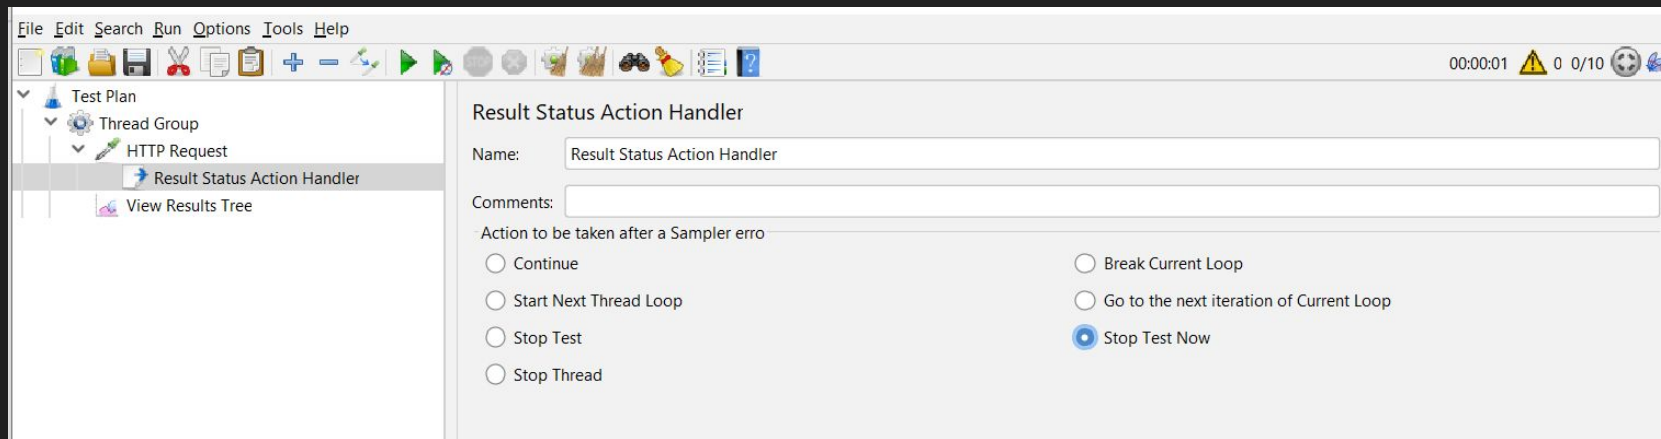 File Edit Search Run Options Tools Help
STOP
00:00:01 0 0/10
Test Plan
Thread Group
HTTP Request
Result Status Action Handler
View Results Tree
Result Status Action Handler
Name: Result Status Action Handler
Comments:
Action to be taken after a Sampler erro
Continue
Break Current Loop
Start Next Thread Loop
Go to the next iteration of Current Loop
Stop Test
Stop Test Now
Stop Thread